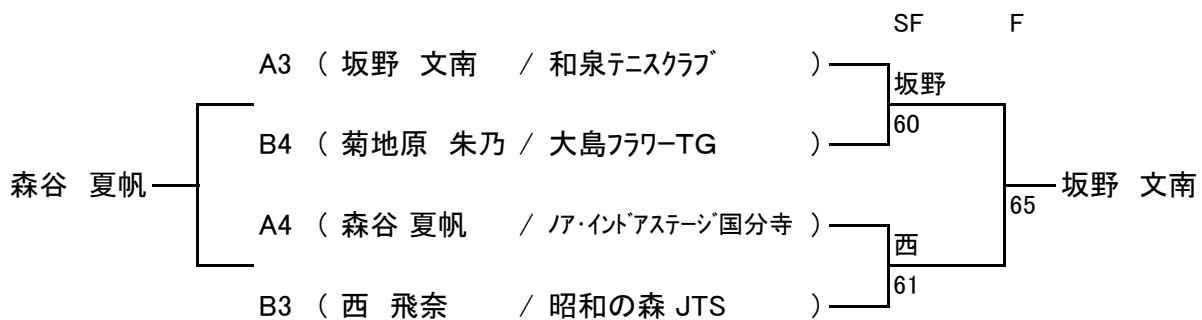 SF F
A3 ( 坂野 文南 / 和泉テニスクラブ )
坂野
60
B4 ( 菊地原 朱乃 / 大島フラワーTG )
森谷 夏帆
坂野 文南
65
A4 ( 森谷 夏帆 / ノア・インドアステージ国分寺 )
西
61
B3 ( 西 飛奈 / 昭和の森 JTS )